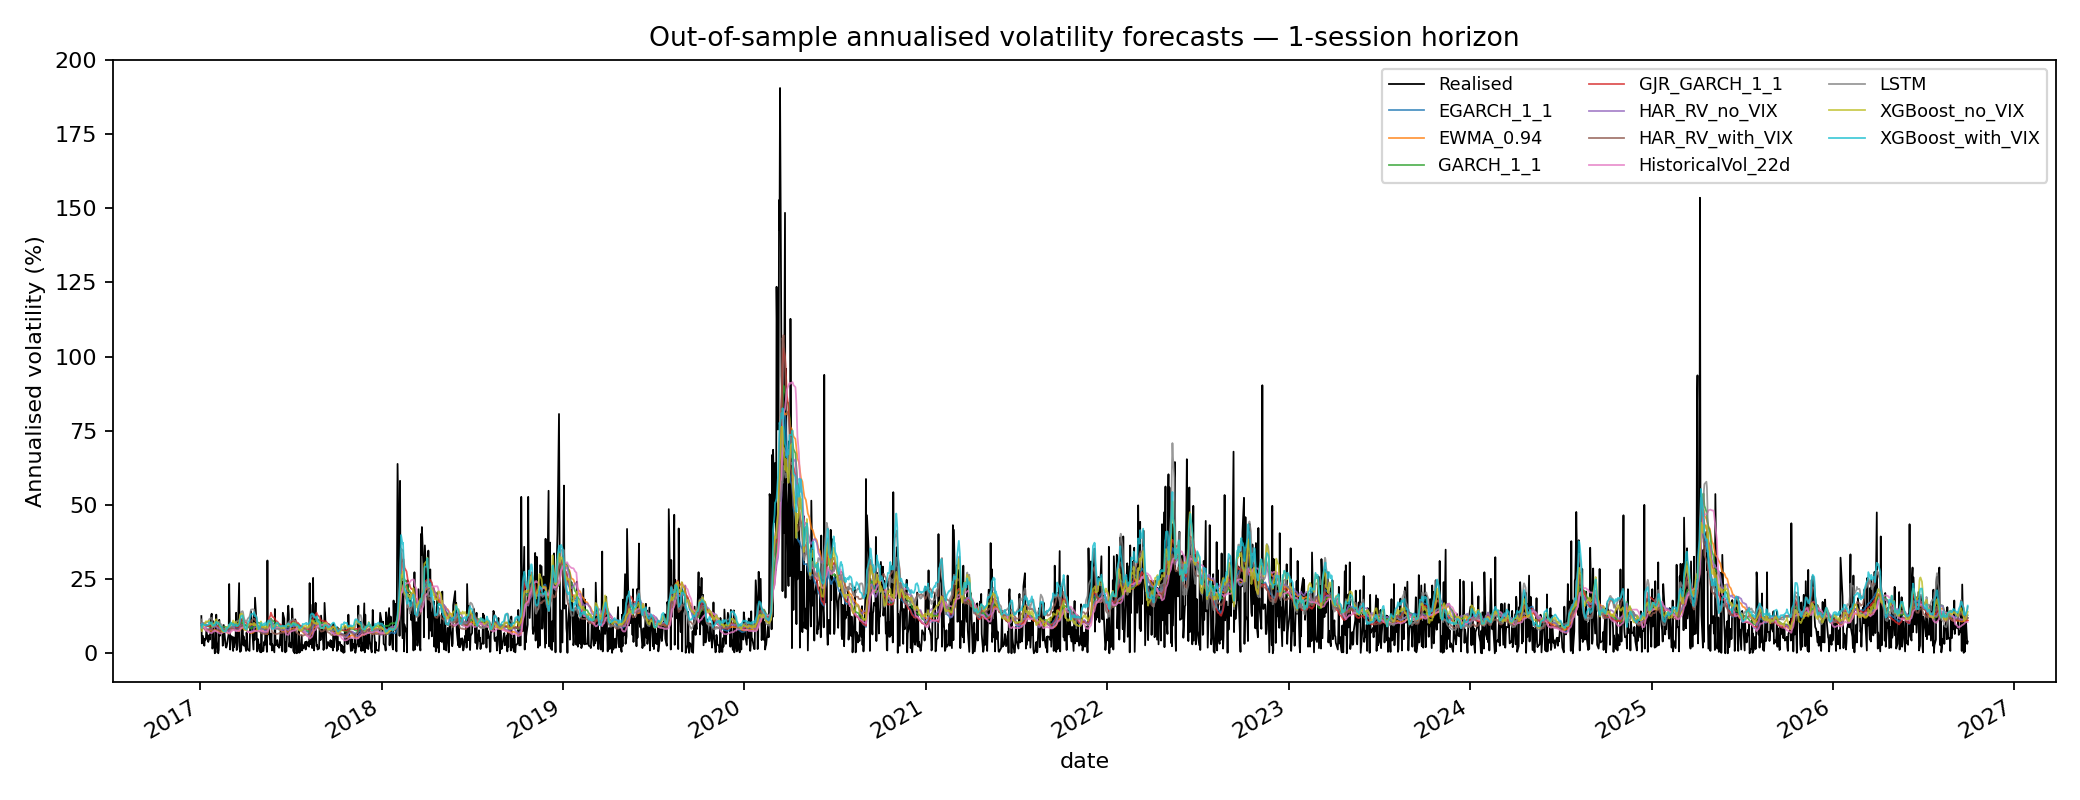 Out-of-sample annualised volatility forecasts — 1-session horizon
Annualised volatility (%)
200
175
150
125
100
75
50
25
0
Realised
EGARCH_1_1
EWMA_0.94
GARCH_1_1
GJR_GARCH_1_1
HAR_RV_no_VIX
HAR_RV_with_VIX
HistoricalVol_22d
LSTM
XGBoost_no_VIX
XGBoost_with_VIX
2017
2018
2019
2020
2021
2022
2023
2024
2025
2026
2027
date